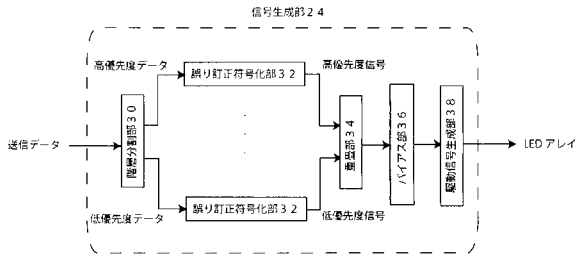 信号生成部24
高優先度データ
誤り訂正符号化部32
高優先度信号
送信データ
階層分割部30
重畳部34
バイアス部36
駆動信号生成部38
LEDアレイ
低優先度データ
誤り訂正符号化部32
低優先度信号